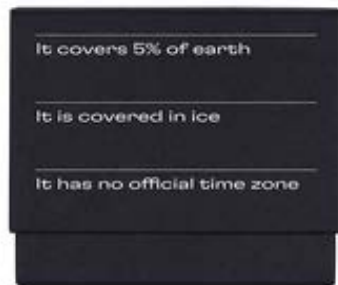 It covers 5% of earth
It is covered in ice
It has no official time zone